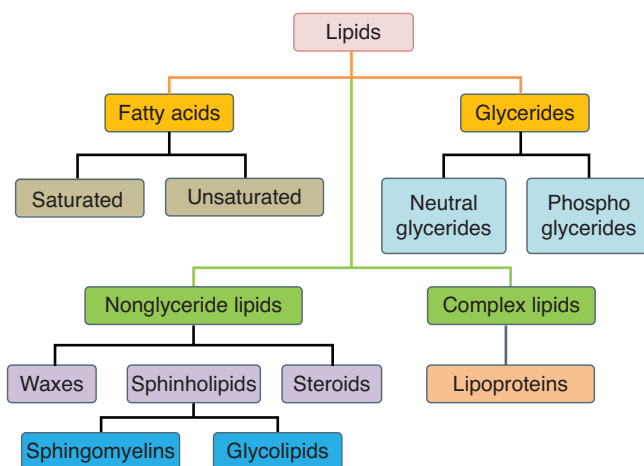 Lipids
Fatty acids
Glycerides
Saturated
Unsaturated
Neutral
glycerides
Phospho
glycerides
Nonglyceride lipids
Complex lipids
Waxes
Sphinholipids
Steroids
Lipoproteins
Sphingomyelins
Glycolipids